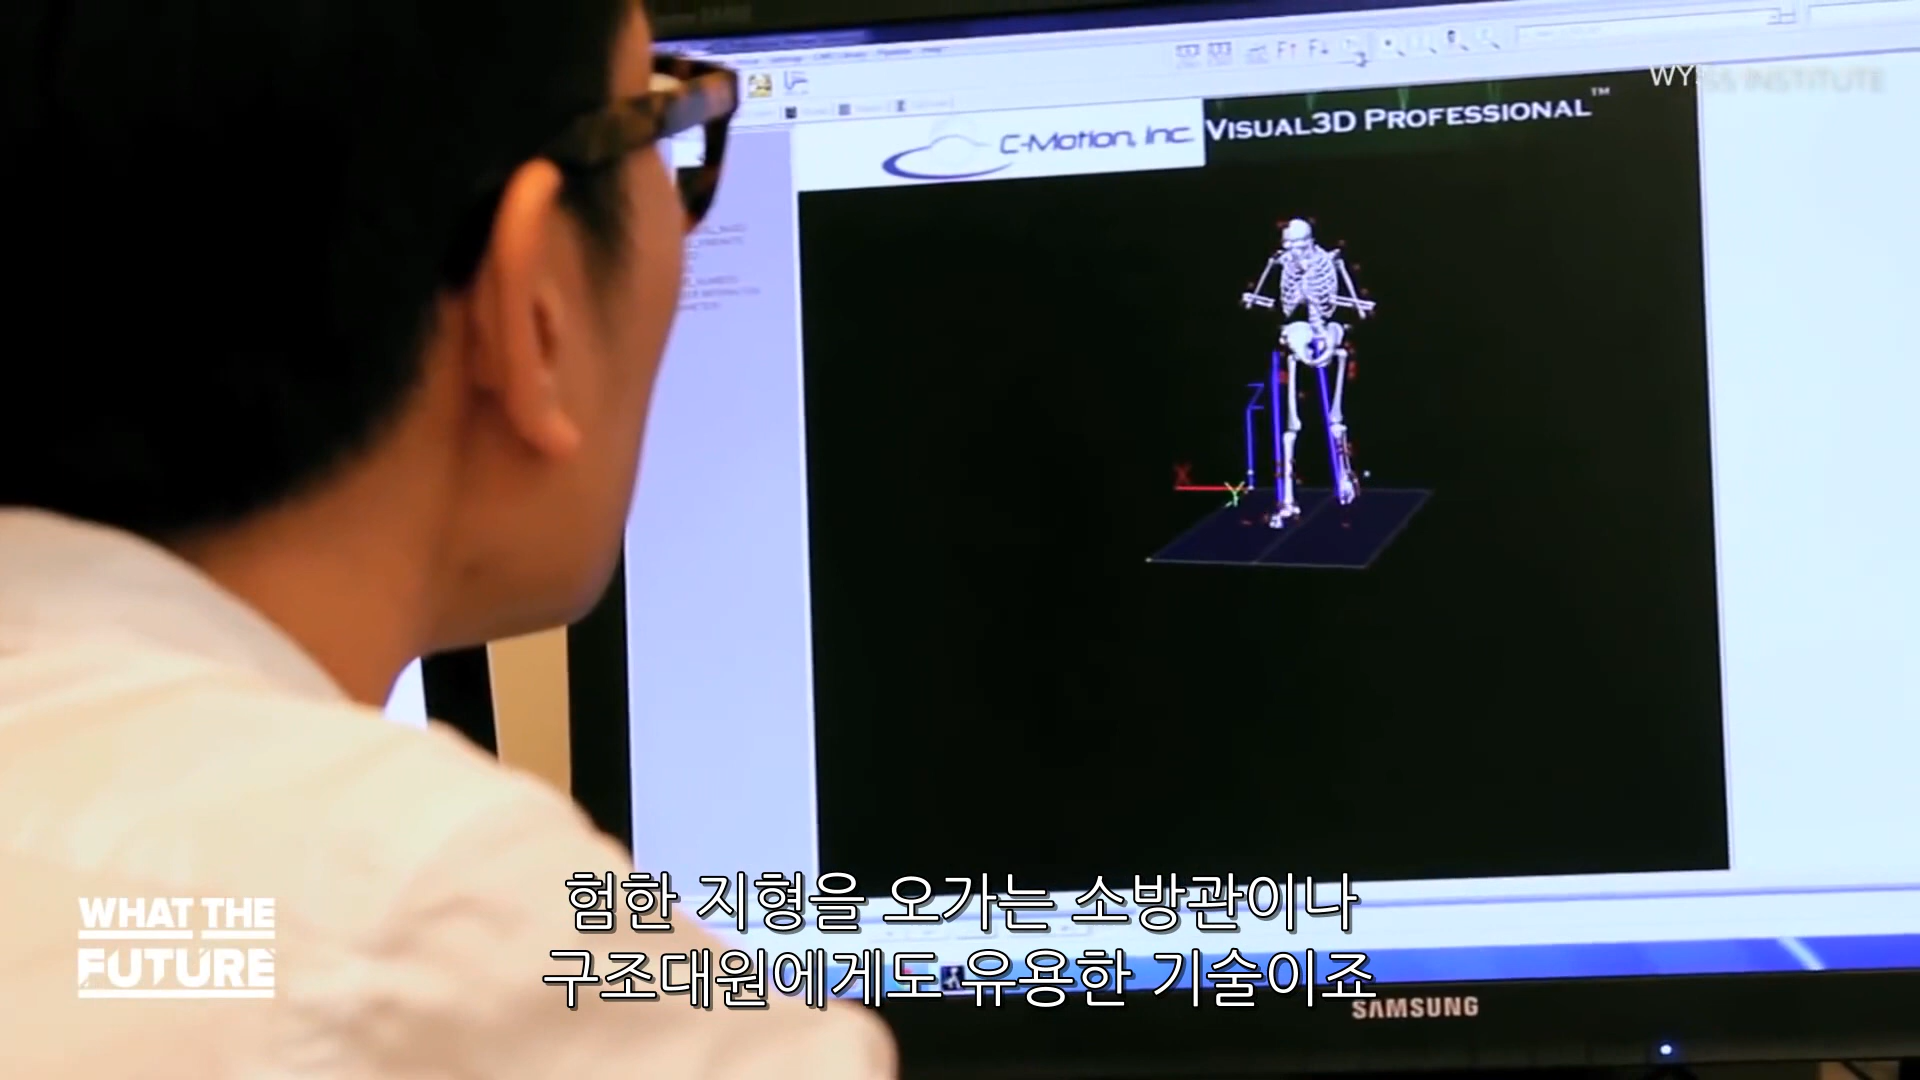 WYSS INSTITUTE
C-Motion, Inc.
VISUAL3D PROFESSIONAL™
Z
X
Y
험한 지형을 오가는 소방관이나
구조대원에게도 유용한 기술이죠
WHAT THE
FUTURE
SAMSUNG